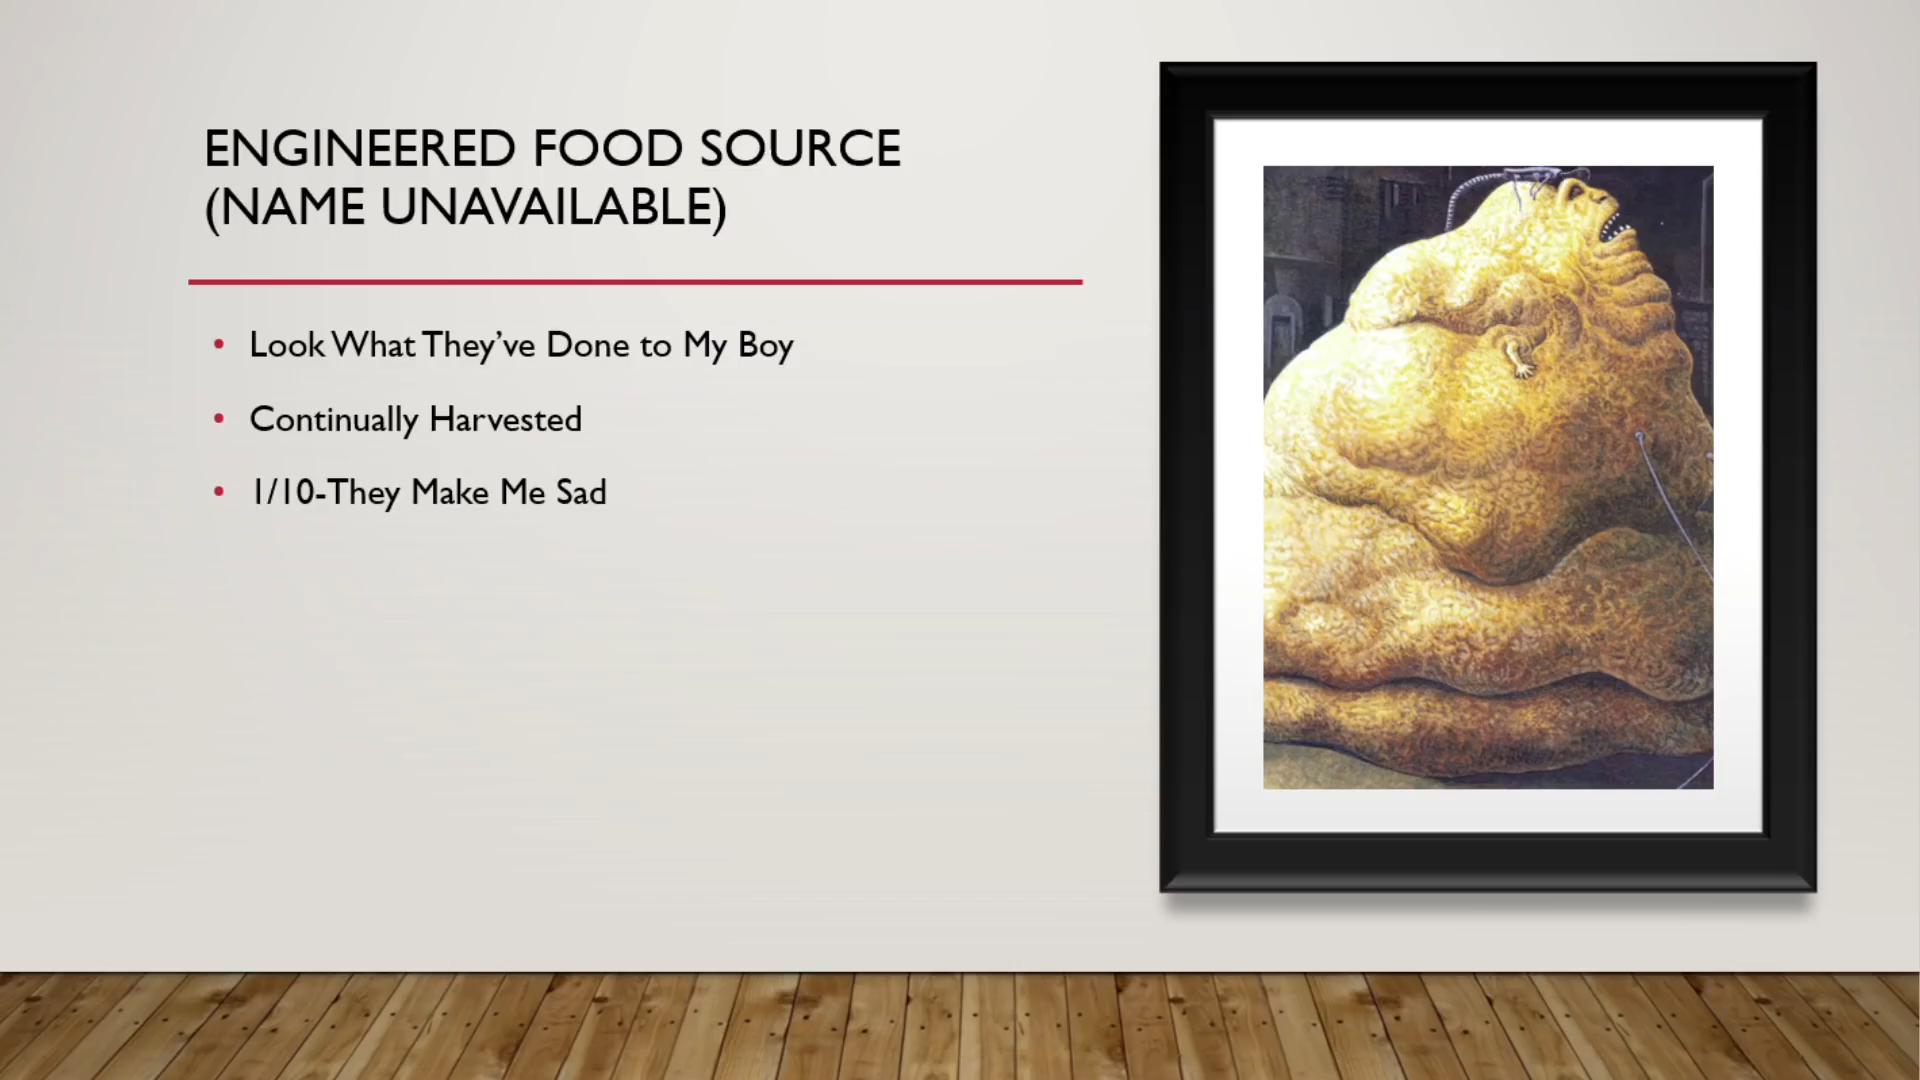 ENGINEERED FOOD SOURCE
(NAME UNAVAILABLE)
• Look What They’ve Done to My Boy
• Continually Harvested
• 1/10-They Make Me Sad